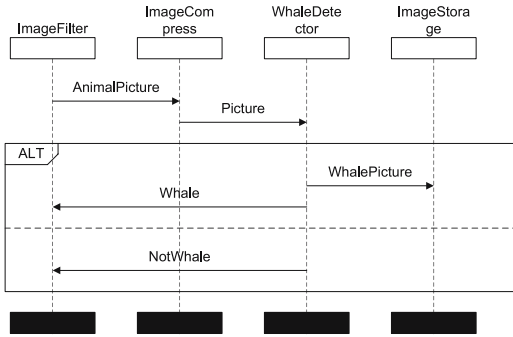 ImageFilter
ImageCom
press
WhaleDete
ctor
ImageStora
ge
AnimalPicture
Picture
ALT
WhalePicture
Whale
NotWhale